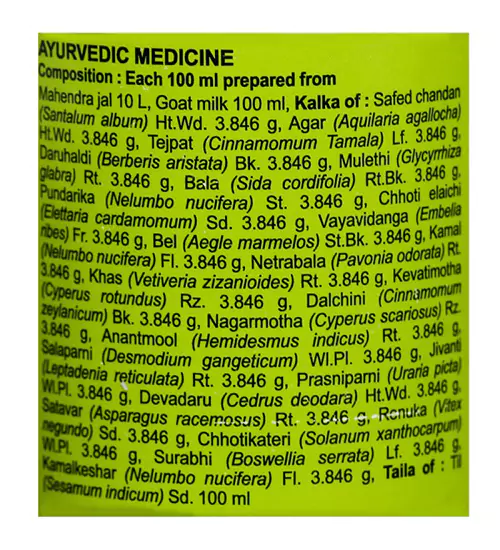 AYURVEDIC MEDICINE
Composition : Each 100 ml prepared from
Mahendra jal 10 L, Goat milk 100 ml, Kalka of : Safed chandan
(Santalum album) Ht.Wd. 3.846 g, Agar (Aquilaria agallocha)
Ht.Wd. 3.846 g, Tejpat (Cinnamomum Tamala) Lf. 3.846 g,
Daruhaldi (Berberis aristata) Bk. 3.846 g, Mulethi (Glycyrrhiza
glabra) Rt. 3.846 g, Bala (Sida cordifolia) Rt.Bk. 3.846 g,
Pundarika (Nelumbo nucifera) St. 3.846 g, Chhoti elaichi
(Elettaria cardamomum) Sd. 3.846 g, Vayavidanga (Embelia
ribes) Fr. 3.846 g, Bel (Aegle marmelos) St.Bk. 3.846 g, Kamal
(Nelumbo nucifera) Fl. 3.846 g, Netrabala (Pavonia odorata) Rt.
3.846 g, Khas (Vetiveria zizanioides) Rt. 3.846 g, Kevatimotha
(Cyperus rotundus) Rz. 3.846 g, Dalchini (Cinnamomum
zeylanicum) Bk. 3.846 g, Nagarmotha (Cyperus scariosus) Rz.
3.846 g, Anantmool (Hemidesmus indicus) Rt. 3.846 g,
Salaparni (Desmodium gangeticum) Wl.Pl. 3.846 g, Jivanti
(Leptadenia reticulata) Rt. 3.846 g, Prasniparni (Uraria picta)
Wl.Pl. 3.846 g, Devadaru (Cedrus deodara) Ht.Wd. 3.846 g,
Satavar (Asparagus racemosus) Rt. 3.846 g, Renuka (Vitex
negundo) Sd. 3.846 g, Chhotikateri (Solanum xanthocarpum)
Wl.Pl. 3.846 g, Surabhi (Boswellia serrata) Lf. 3.846 g,
Kamalkeshar (Nelumbo nucifera) Fl. 3.846 g, Taila of : Til
(Sesamum indicum) Sd. 100 ml